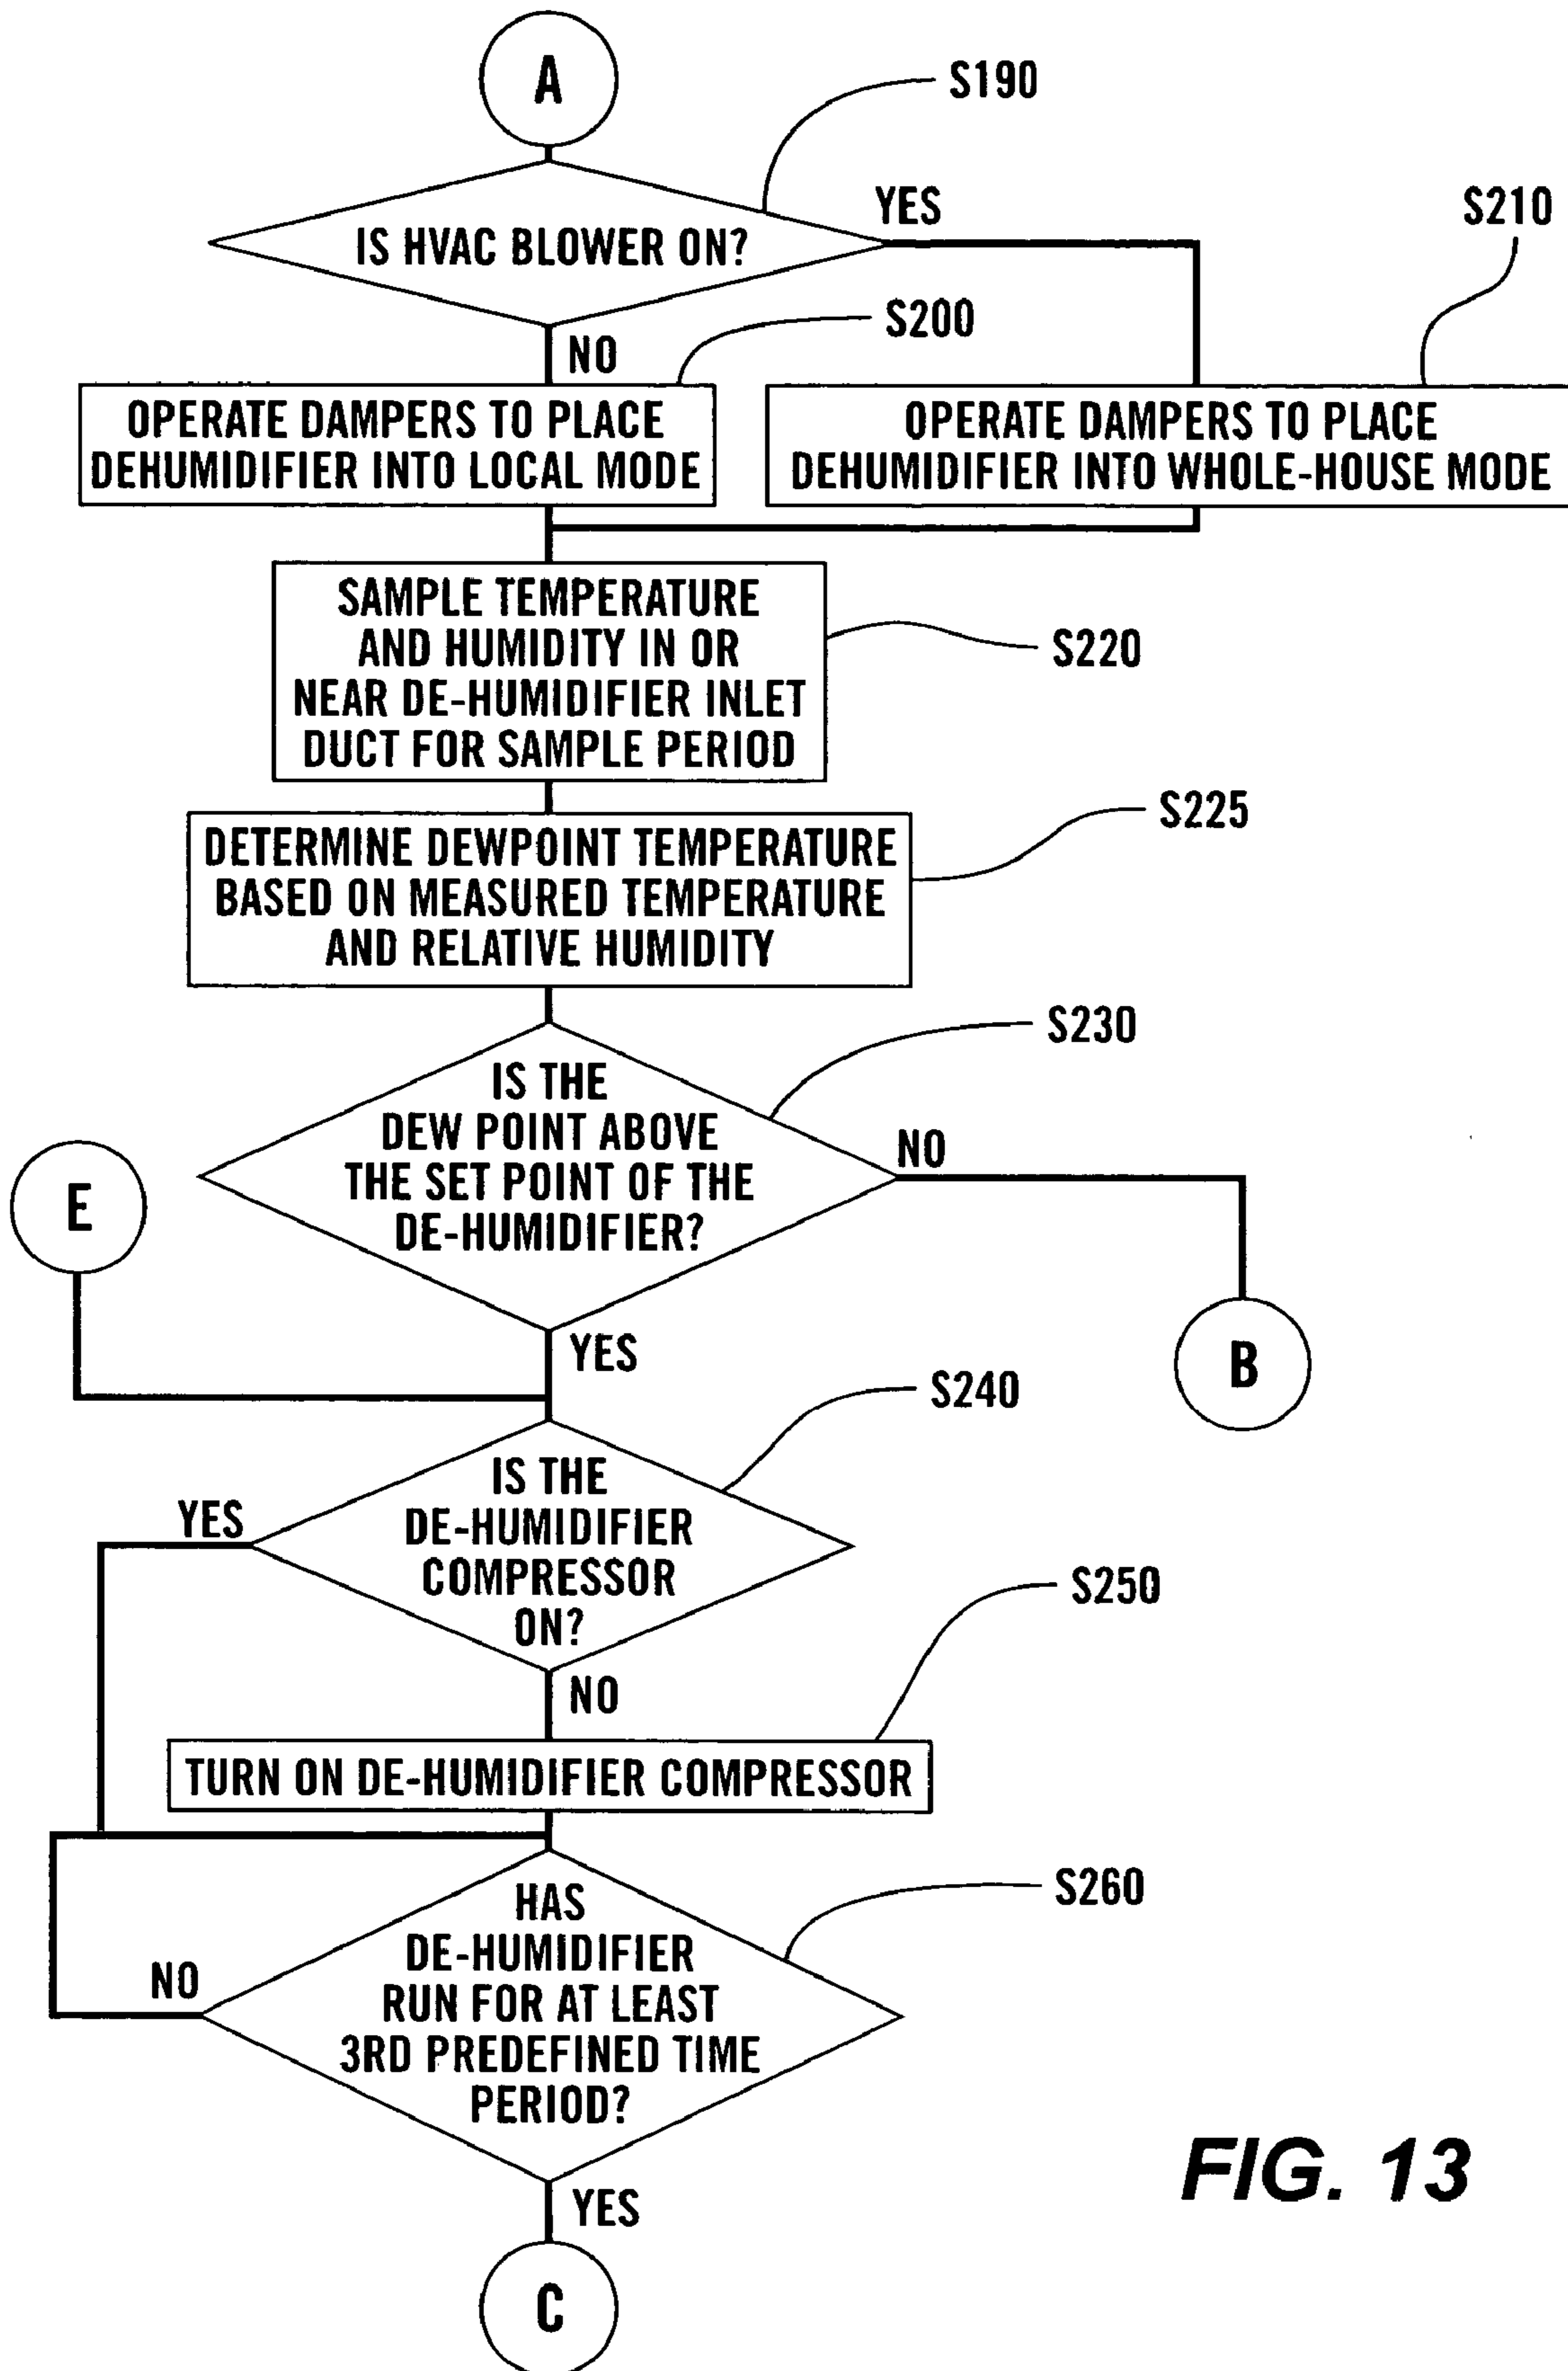 A
S190
IS HVAC BLOWER ON?
YES
S210
NO
S200
OPERATE DAMPERS TO PLACE
DEHUMIDIFIER INTO LOCAL MODE
OPERATE DAMPERS TO PLACE
DEHUMIDIFIER INTO WHOLE-HOUSE MODE
SAMPLE TEMPERATURE
AND HUMIDITY IN OR
NEAR DE-HUMIDIFIER INLET
DUCT FOR SAMPLE PERIOD
S220
DETERMINE DEWPOINT TEMPERATURE
BASED ON MEASURED TEMPERATURE
AND RELATIVE HUMIDITY
S225
IS THE
DEW POINT ABOVE
THE SET POINT OF THE
DE-HUMIDIFIER?
S230
NO
E
B
YES
S240
IS THE
DE-HUMIDIFIER
COMPRESSOR
ON?
YES
NO
S250
TURN ON DE-HUMIDIFIER COMPRESSOR
HAS
DE-HUMIDIFIER
RUN FOR AT LEAST
3RD PREDEFINED TIME
PERIOD?
S260
NO
YES
C
FIG. 13